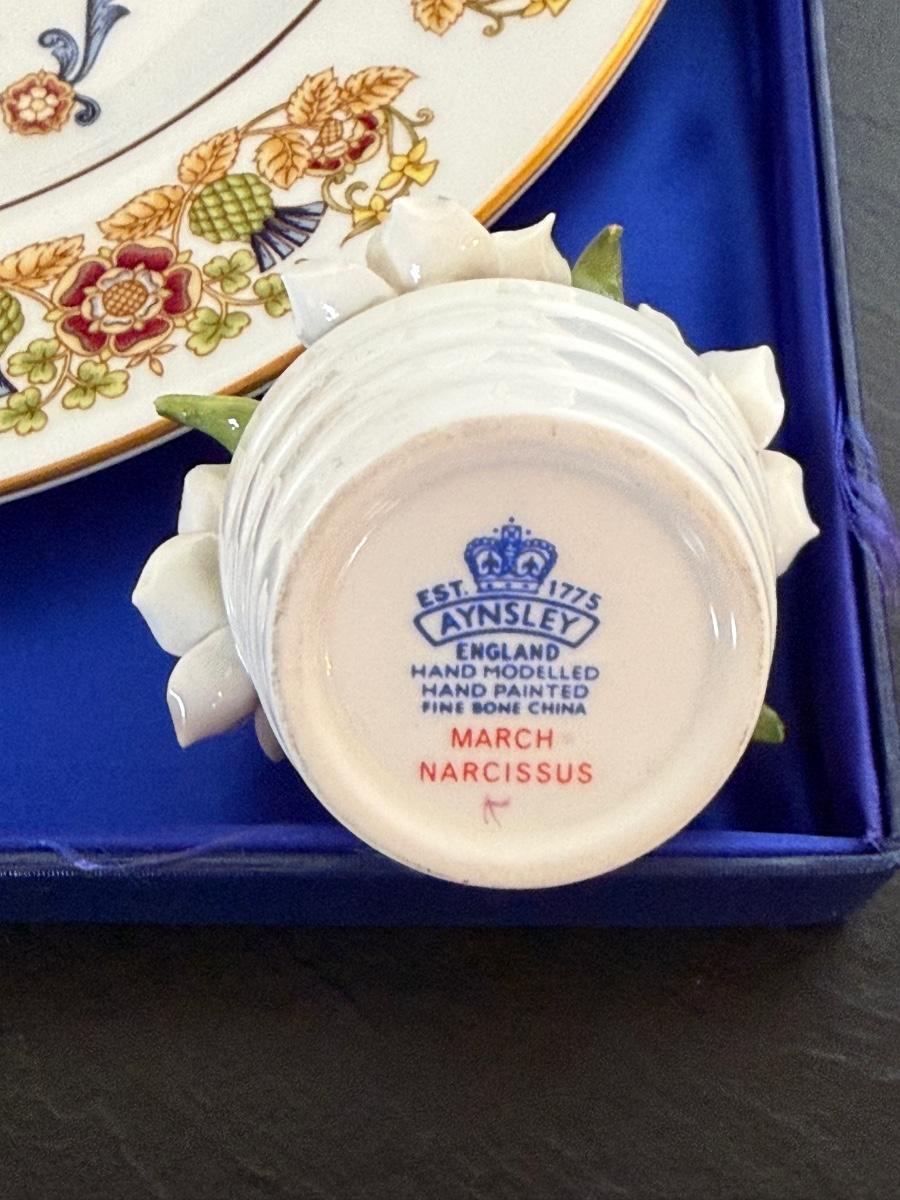 EST. 1775
AYNSLEY
ENGLAND
HAND MODELLED
HAND PAINTED
FINE BONE CHINA
MARCH
NARCISSUS